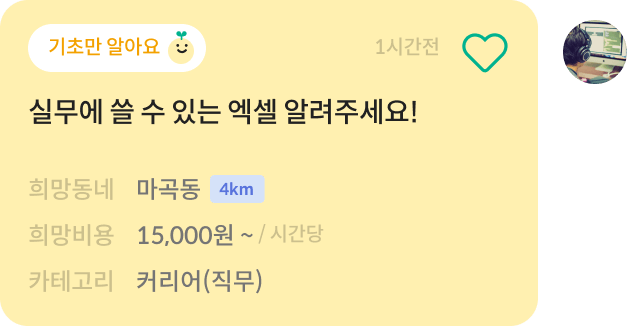 기초만 알아요
1시간전
실무에 쓸 수 있는 엑셀 알려주세요!
희망동네 마곡동 4km
희망비용 15,000원 ~ / 시간당
카테고리 커리어(직무)